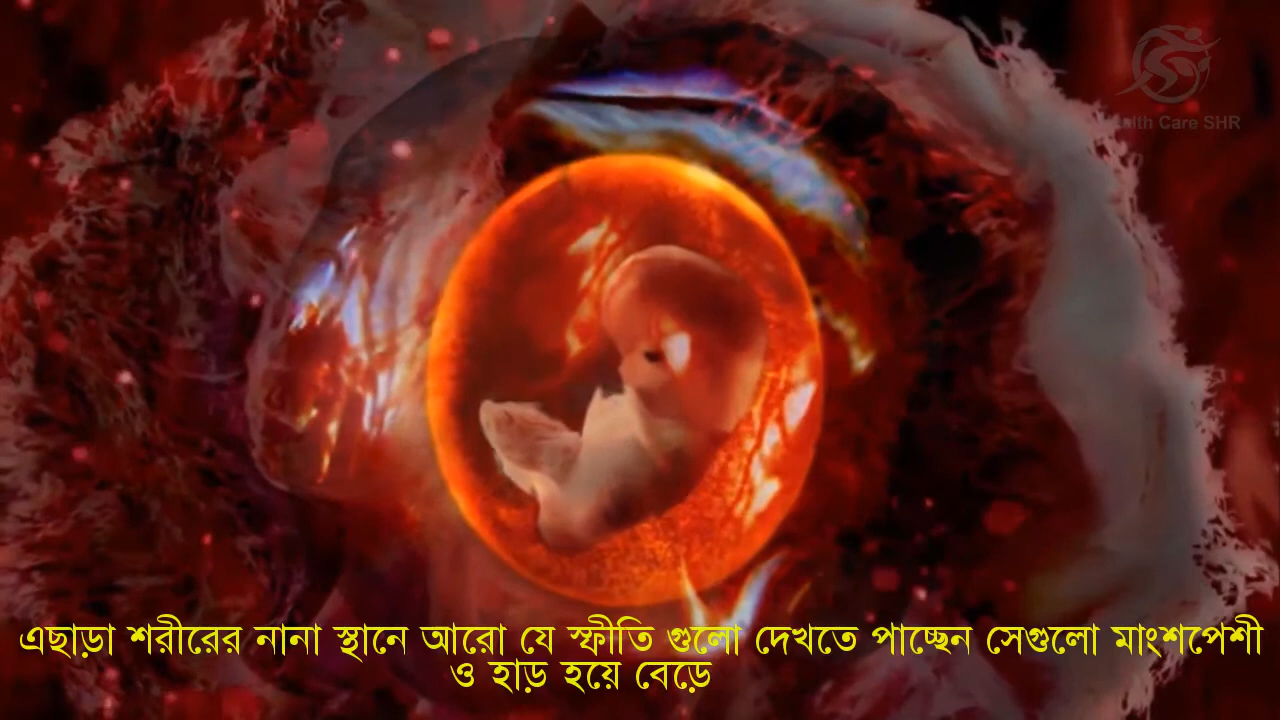 Health Care SHR
এছাড়া শরীরের নানা স্থানে আরো যে স্ফীতি গুলো দেখতে পাচ্ছেন সেগুলো মাংশপেশী
ও হাড় হয়ে বেড়ে